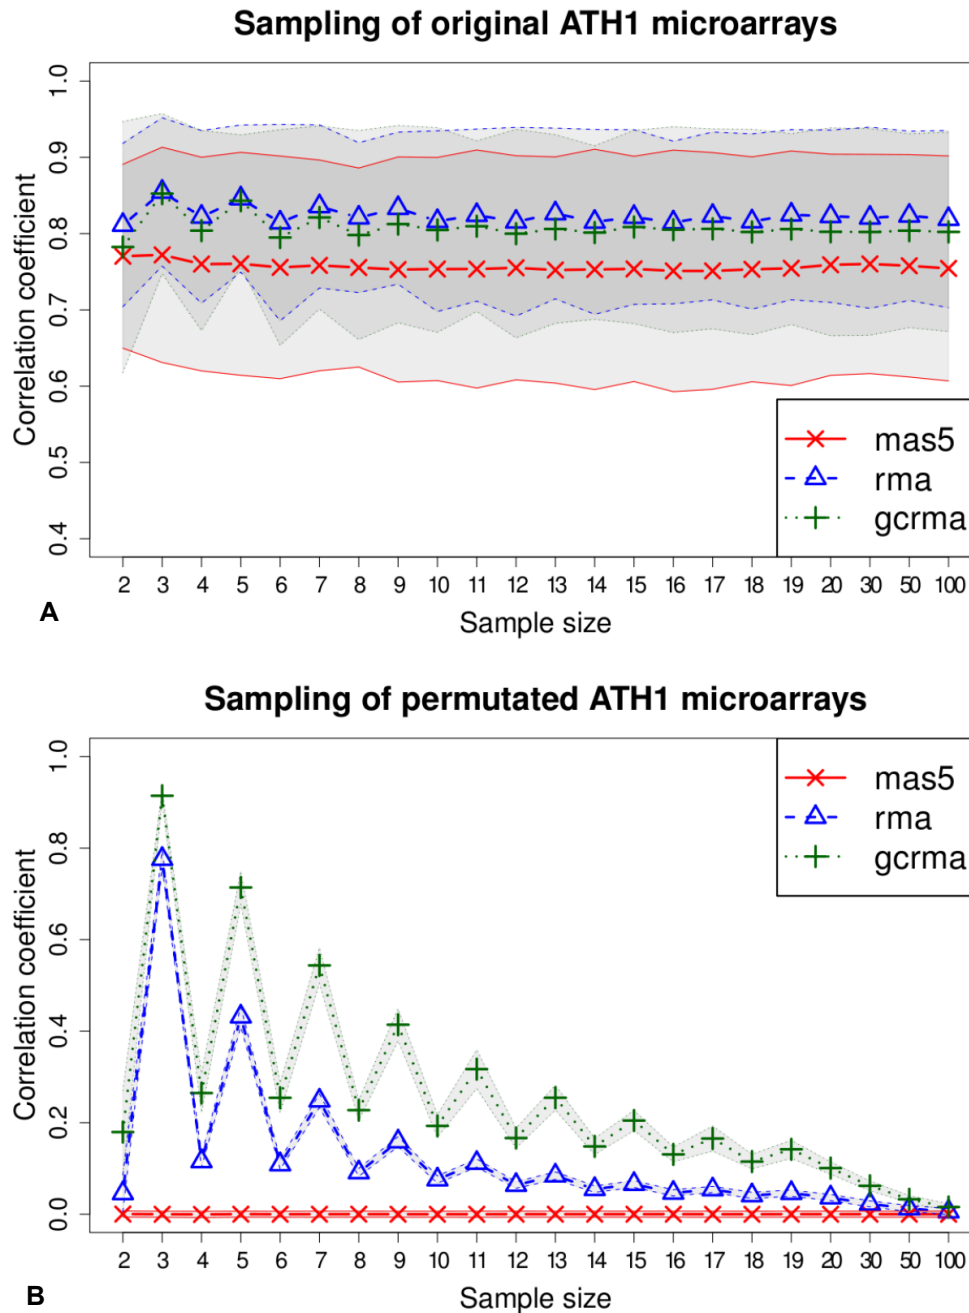 Sampling of original ATH1 microarrays
Correlation coefficient
1.0
0.9
0.8
0.7
0.6
0.5
0.4
mas5
rma
gcrma
2 3 4 5 6 7 8 9 10 11 12 13 14 15 16 17 18 19 20 30 50 100
Sample size
A
Sampling of permutated ATH1 microarrays
Correlation coefficient
1.0
0.8
0.6
0.4
0.2
0.0
mas5
rma
gcrma
2 3 4 5 6 7 8 9 10 11 12 13 14 15 16 17 18 19 20 30 50 100
Sample size
B